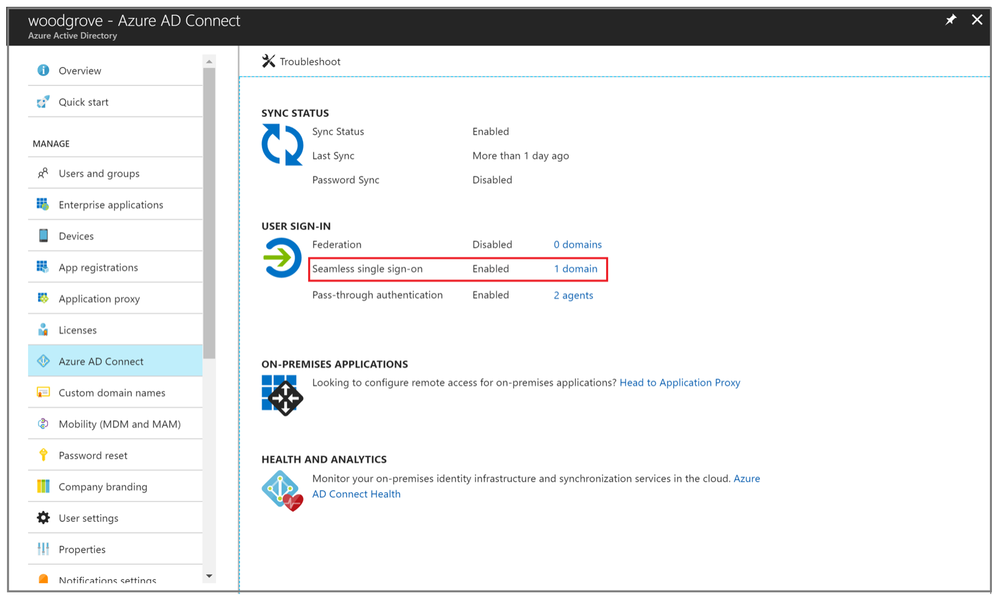 woodgrove - Azure AD Connect
Azure Active Directory
Overview
Quick start
MANAGE
Users and groups
Enterprise applications
Devices
App registrations
Application proxy
Licenses
Azure AD Connect
Custom domain names
Mobility (MDM and MAM)
Password reset
Company branding
User settings
Properties
Notifications settings
Troubleshoot
SYNC STATUS
Sync Status Enabled
Last Sync More than 1 day ago
Password Sync Disabled
USER SIGN-IN
Federation Disabled 0 domains
Seamless single sign-on Enabled 1 domain
Pass-through authentication Enabled 2 agents
ON-PREMISES APPLICATIONS
Looking to configure remote access for on-premises applications? Head to Application Proxy
HEALTH AND ANALYTICS
Monitor your on-premises identity infrastructure and synchronization services in the cloud. Azure
AD Connect Health